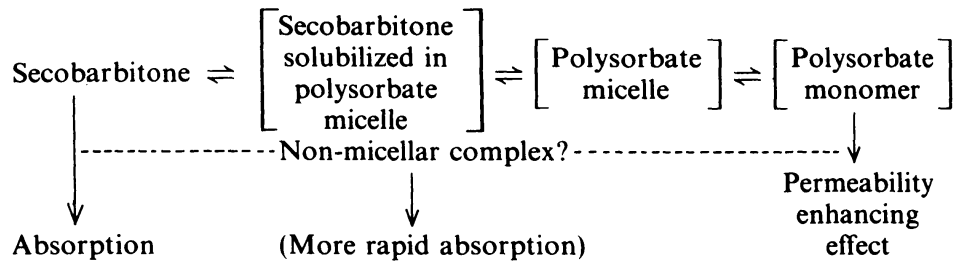 Secobarbitone ⇌ [Secobarbitone solubilized in polysorbate micelle] ⇌ [Polysorbate micelle] ⇌ [Polysorbate monomer]
Non-micellar complex?
Permeability
enhancing
effect
Absorption
(More rapid absorption)